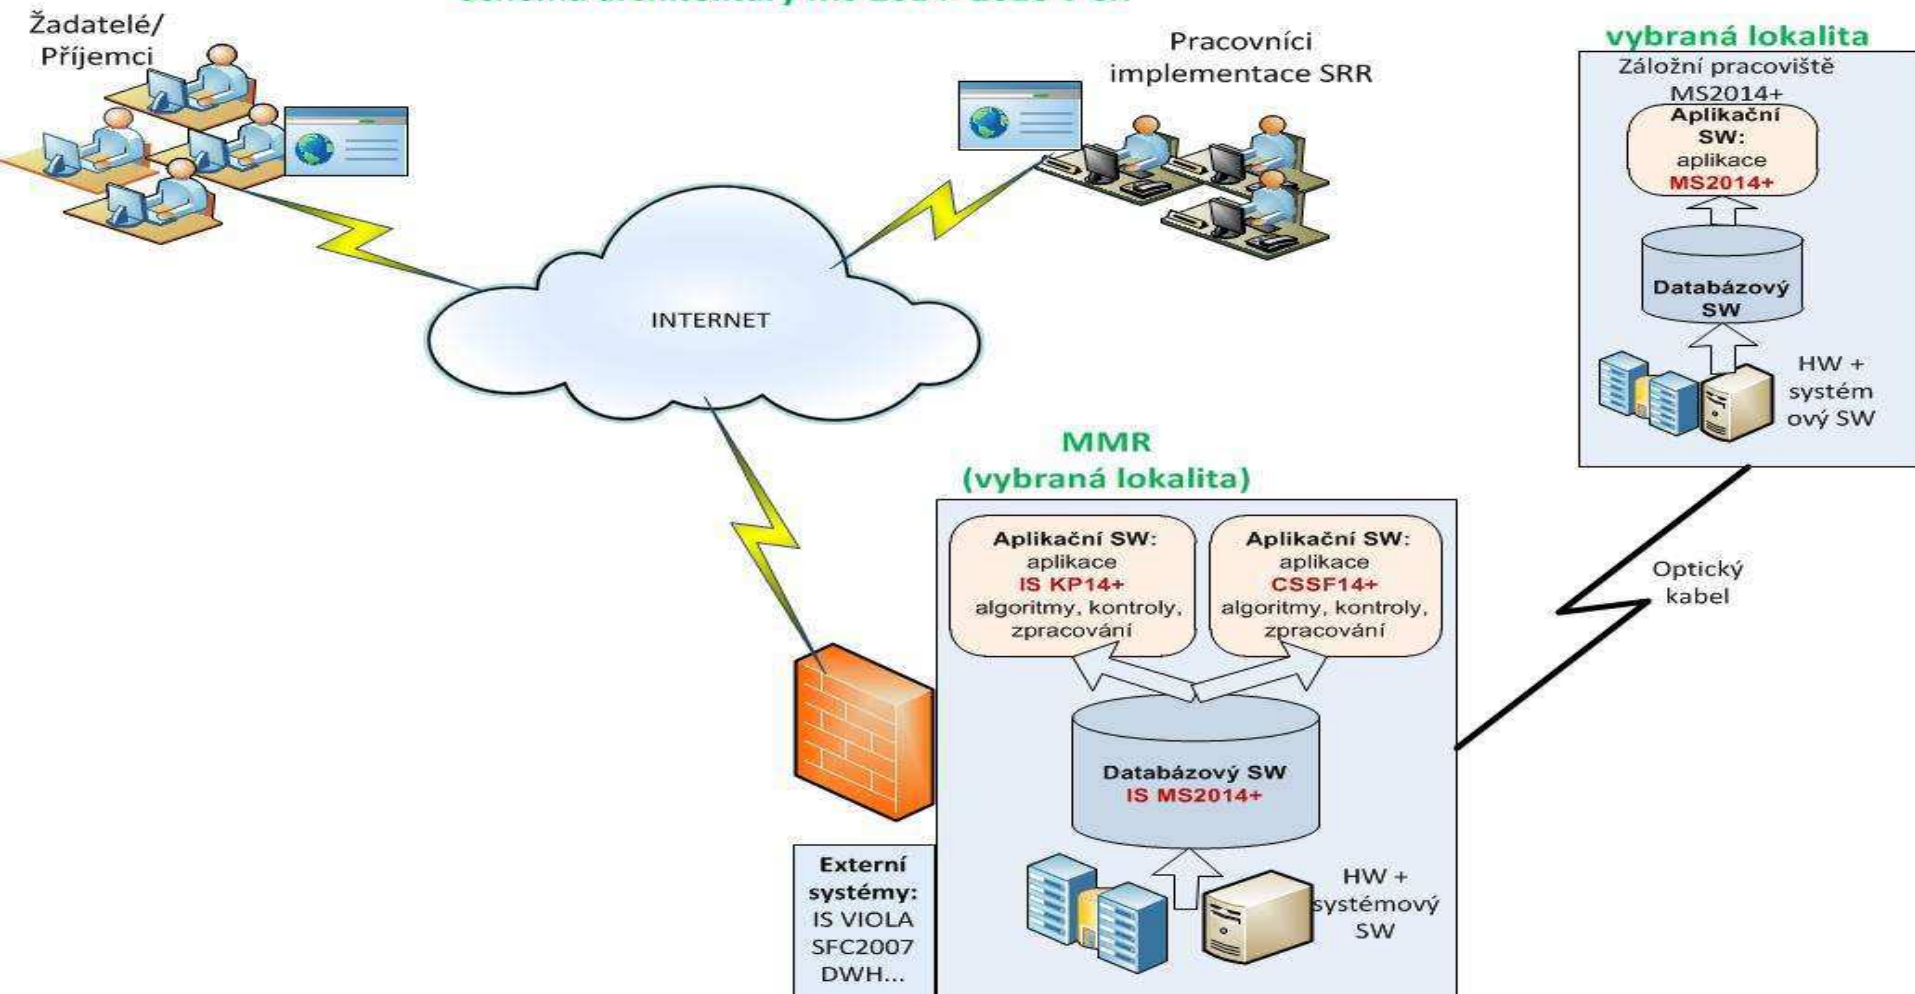 Žadatelé/
Příjemci
Pracovníci
implementace SRR
vybraná lokalita
Záložní pracoviště
MS2014+
Aplikační
SW:
aplikace
MS2014+
Databázový
SW
HW +
systém
ový SW
INTERNET
MMR
(vybraná lokalita)
Aplikační SW:
aplikace
IS KP14+
algoritmy, kontroly,
zpracování
Aplikační SW:
aplikace
CSSF14+
algoritmy, kontroly,
zpracování
Optický
kabel
Databázový SW
IS MS2014+
HW +
systémový
SW
Externí
systémy:
IS VIOLA
SFC2007
DWH...